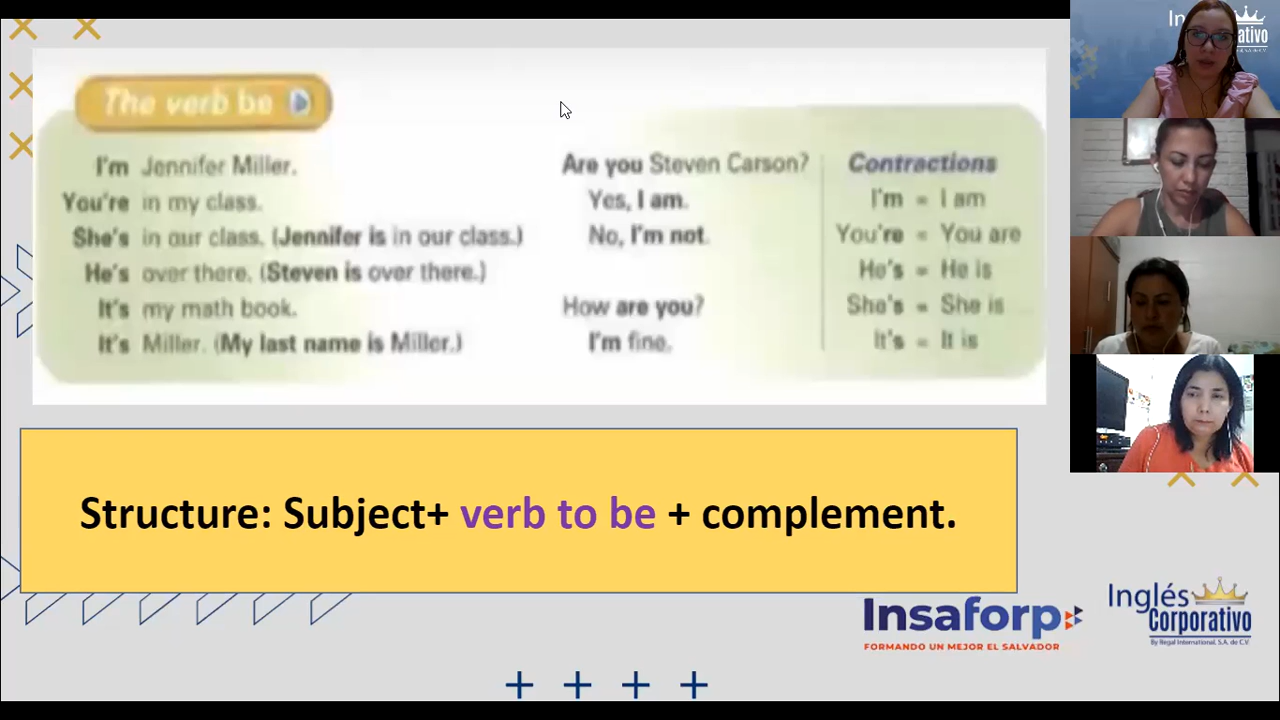 The verb be
I'm Jennifer Miller.
You're in my class.
She's in our class. (Jennifer is in our class.)
He's over there. (Steven is over there.)
It's my math book.
It's Miller. (My last name is Miller.)
Are you Steven Carson?
Yes, I am.
No, I'm not.
How are you?
I'm fine.
Contractions
I'm = I am
You're = You are
He's = He is
She's = She is
It's = It is
Structure: Subject+ verb to be + complement.
Insaforp
FORMANDO UN MEJOR EL SALVADOR
Inglés
Corporativo
By Regal International, S.A. de C.V.
In
ativo